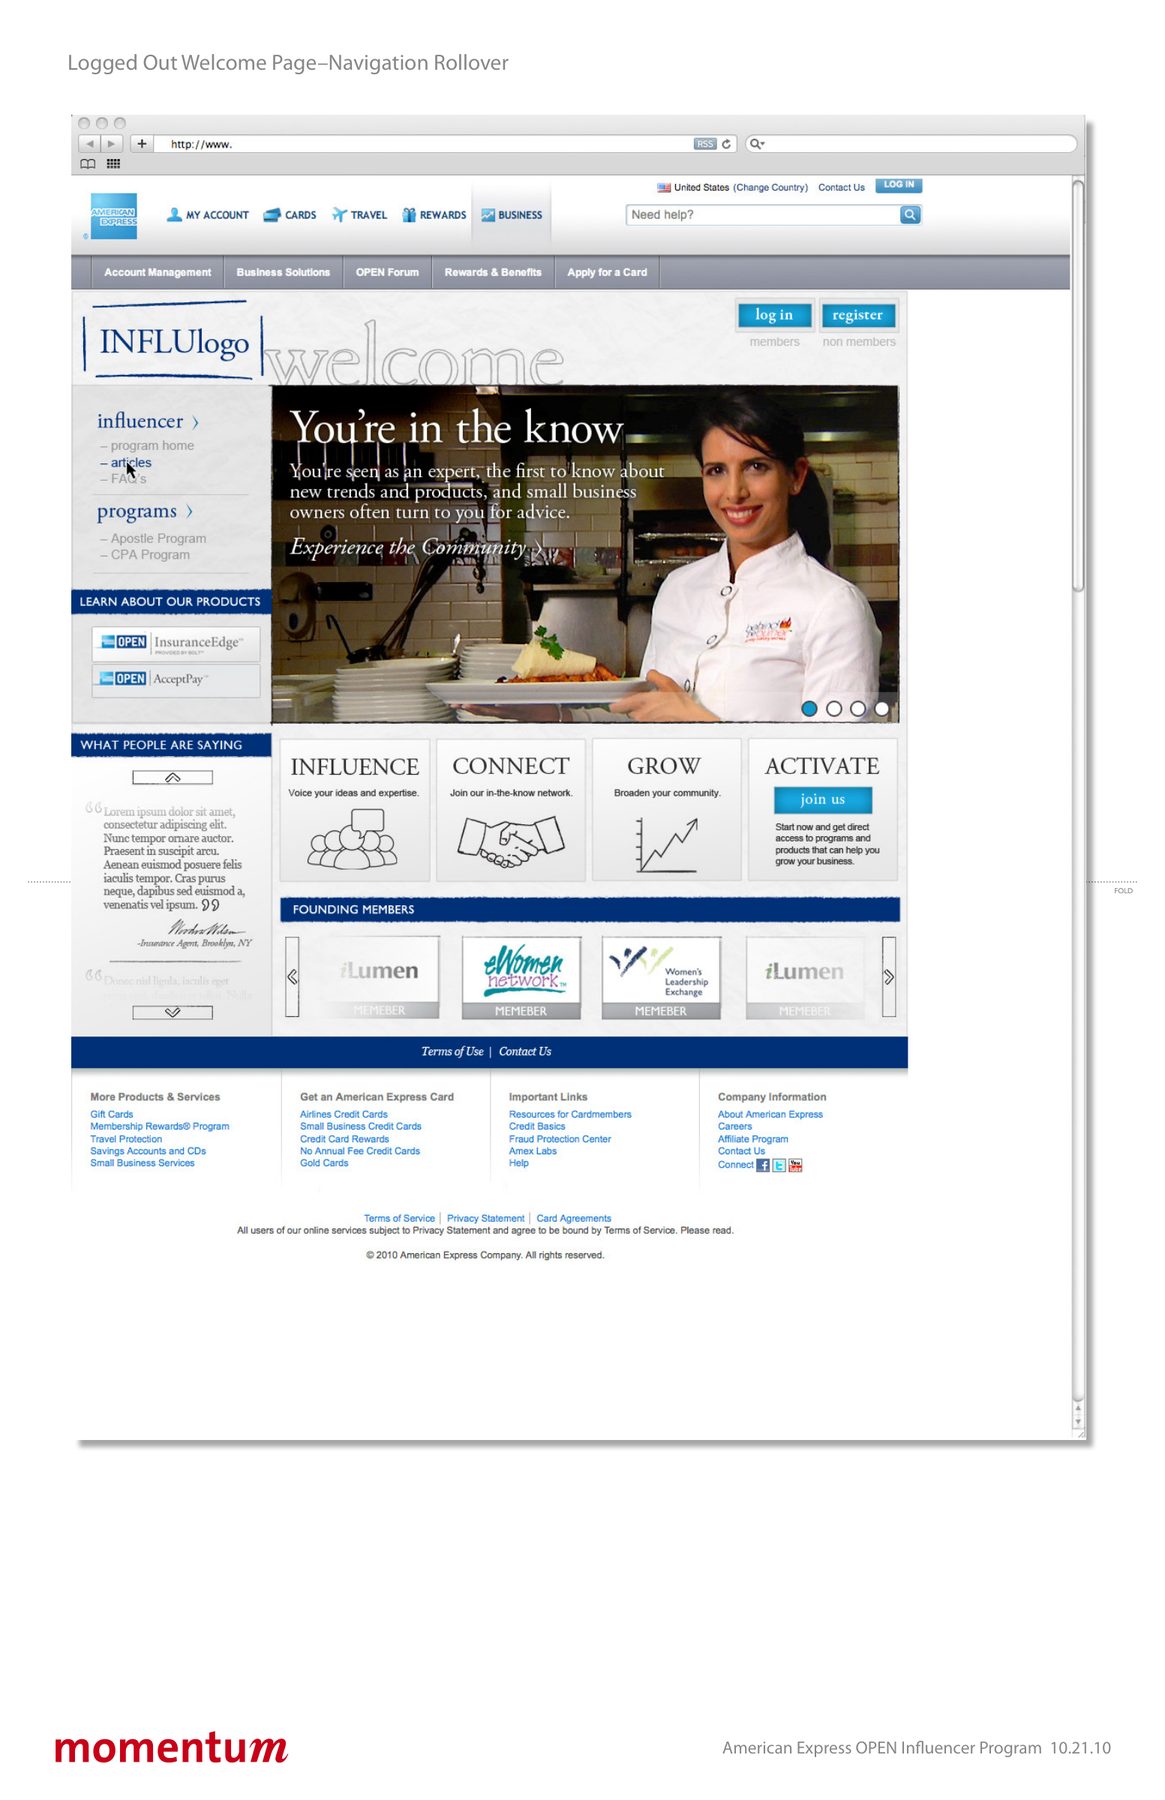 Logged Out Welcome Page–Navigation Rollover
http://www.
RSS
United States (Change Country) Contact Us LOG IN
AMERICAN EXPRESS
MY ACCOUNT CARDS TRAVEL REWARDS BUSINESS
Need help?
Account Management Business Solutions OPEN Forum Rewards & Benefits Apply for a Card
INFLUlogo
welcome
log in register
members non members
influencer
– program home
– articles
– FAQ's
programs
– Apostle Program
– CPA Program
You're in the know
You're seen as an expert, the first to know about
new trends and products, and small business
owners often turn to you for advice.
Experience the Community
LEARN ABOUT OUR PRODUCTS
OPEN InsuranceEdge℠
PROVIDED BY BOLT™
OPEN AcceptPay℠
WHAT PEOPLE ARE SAYING
Lorem ipsum dolor sit amet,
consectetur adipiscing elit.
Nunc tempor ornare auctor.
Praesent in suscipit arcu.
Aenean euismod posuere felis
iaculis tempor. Cras purus
neque, dapibus sed euismod a,
venenatis vel ipsum.
-Insurance Agent, Brooklyn, NY
Donec nisl ligula, iaculis eget
INFLUENCE
Voice your ideas and expertise.
CONNECT
Join our in-the-know network.
GROW
Broaden your community.
ACTIVATE
join us
Start now and get direct
access to programs and
products that can help you
grow your business.
FOLD
FOUNDING MEMBERS
iLumen
MEMEBER
eWomen
network™
MEMEBER
Women's
Leadership
Exchange
MEMEBER
iLumen
MEMEBER
Terms of Use | Contact Us
More Products & Services
Gift Cards
Membership Rewards® Program
Travel Protection
Savings Accounts and CDs
Small Business Services
Get an American Express Card
Airlines Credit Cards
Small Business Credit Cards
Credit Card Rewards
No Annual Fee Credit Cards
Gold Cards
Important Links
Resources for Cardmembers
Credit Basics
Fraud Protection Center
Amex Labs
Help
Company Information
About American Express
Careers
Affiliate Program
Contact Us
Connect
Terms of Service | Privacy Statement | Card Agreements
All users of our online services subject to Privacy Statement and agree to be bound by Terms of Service. Please read.
© 2010 American Express Company. All rights reserved.
momentum
American Express OPEN Influencer Program 10.21.10